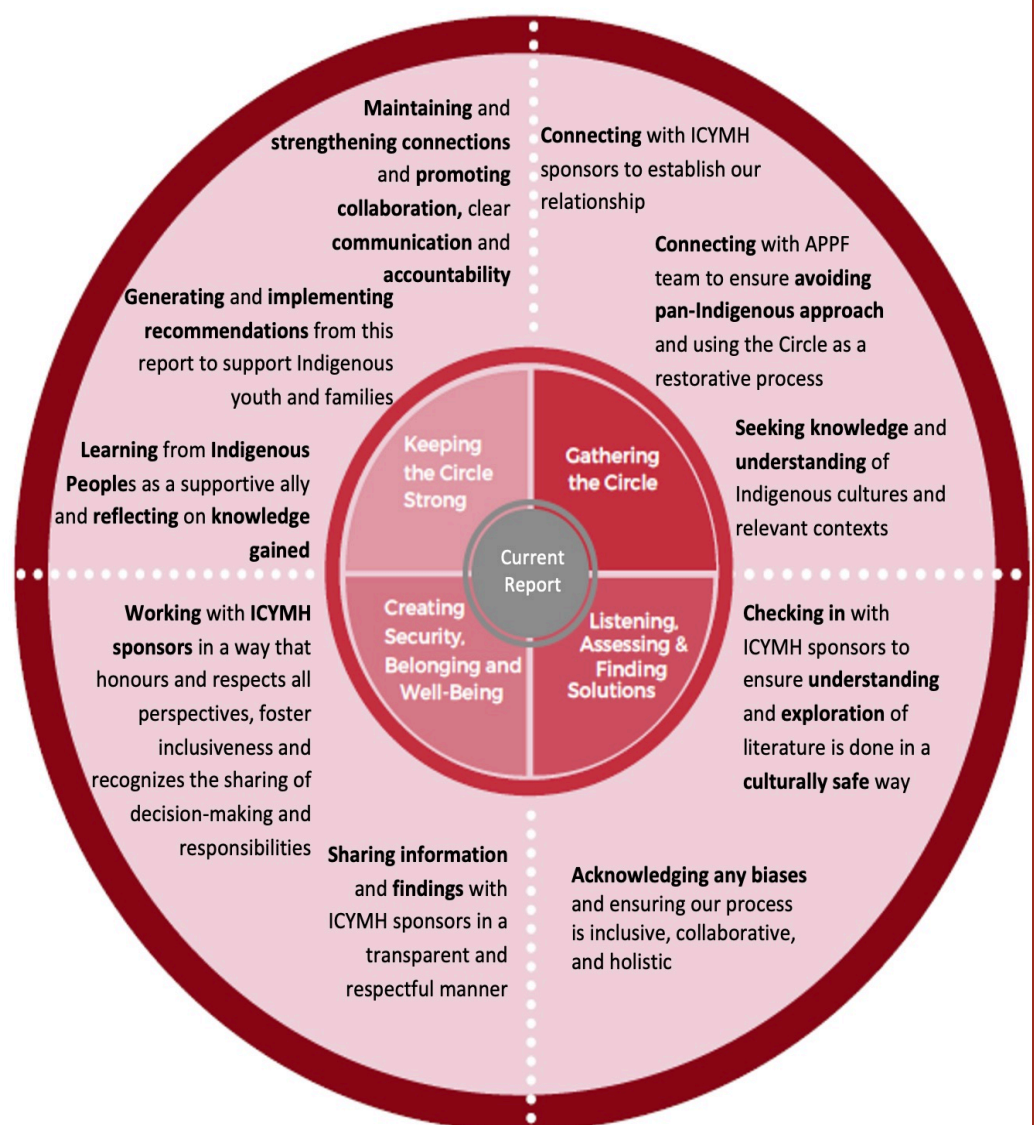 Maintaining and
strengthening connections
and promoting
collaboration, clear
communication and
accountability
Connecting with ICYMH
sponsors to establish our
relationship
Connecting with APPF
team to ensure avoiding
pan-Indigenous approach
and using the Circle as a
restorative process
Generating and implementing
recommendations from this
report to support Indigenous
youth and families
Seeking knowledge and
understanding of
Indigenous cultures and
relevant contexts
Learning from Indigenous
Peoples as a supportive ally
and reflecting on knowledge
gained
Keeping
the Circle
Strong
Gathering
the Circle
Current
Report
Creating
Security,
Belonging and
Well-Being
Listening,
Assessing &
Finding
Solutions
Working with ICYMH
sponsors in a way that
honours and respects all
perspectives, foster
inclusiveness and
recognizes the sharing of
decision-making and
responsibilities
Checking in with
ICYMH sponsors to
ensure understanding
and exploration of
literature is done in a
culturally safe way
Sharing information
and findings with
ICYMH sponsors in a
transparent and
respectful manner
Acknowledging any biases
and ensuring our process
is inclusive, collaborative,
and holistic